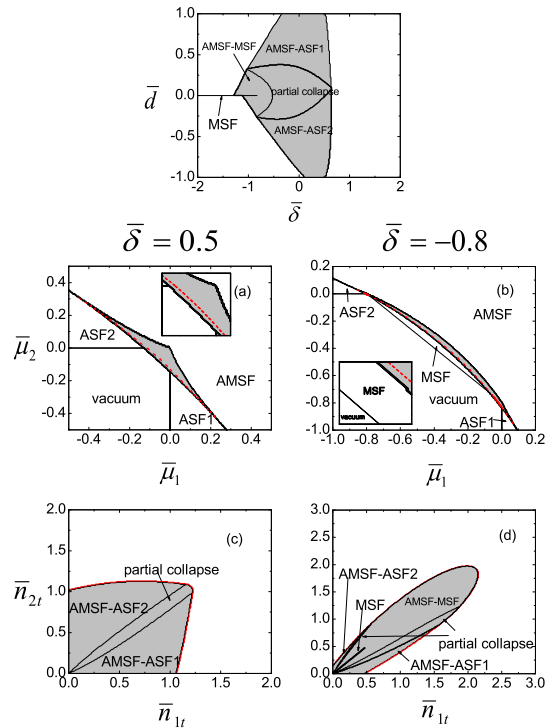 1.0
0.5
0.0
-0.5
-1.0
d̅
AMSF-MSF
AMSF-ASF1
partial collapse
MSF
AMSF-ASF2
-2
-1
0
1
2
δ̅
δ̅ = 0.5
δ̅ = −0.8
0.4
0.2
0.0
-0.2
-0.4
μ̅2
(a)
ASF2
AMSF
vacuum
ASF1
-0.4
-0.2
0.0
0.2
0.4
μ̅1
0.2
0.0
-0.2
-0.4
-0.6
-0.8
-1.0
(b)
ASF2
AMSF
MSF
MSF
vacuum
vacuum
ASF1
-1.0
-0.8
-0.6
-0.4
-0.2
0.0
0.2
μ̅1
2.0
1.5
1.0
0.5
0.0
n̅2t
(c)
partial collapse
AMSF-ASF2
AMSF-ASF1
0.0
0.5
1.0
1.5
2.0
n̅1t
3.0
2.5
2.0
1.5
1.0
0.5
0.0
(d)
AMSF-ASF2
MSF
AMSF-MSF
partial collapse
AMSF-ASF1
0.0
0.5
1.0
1.5
2.0
2.5
3.0
n̅1t